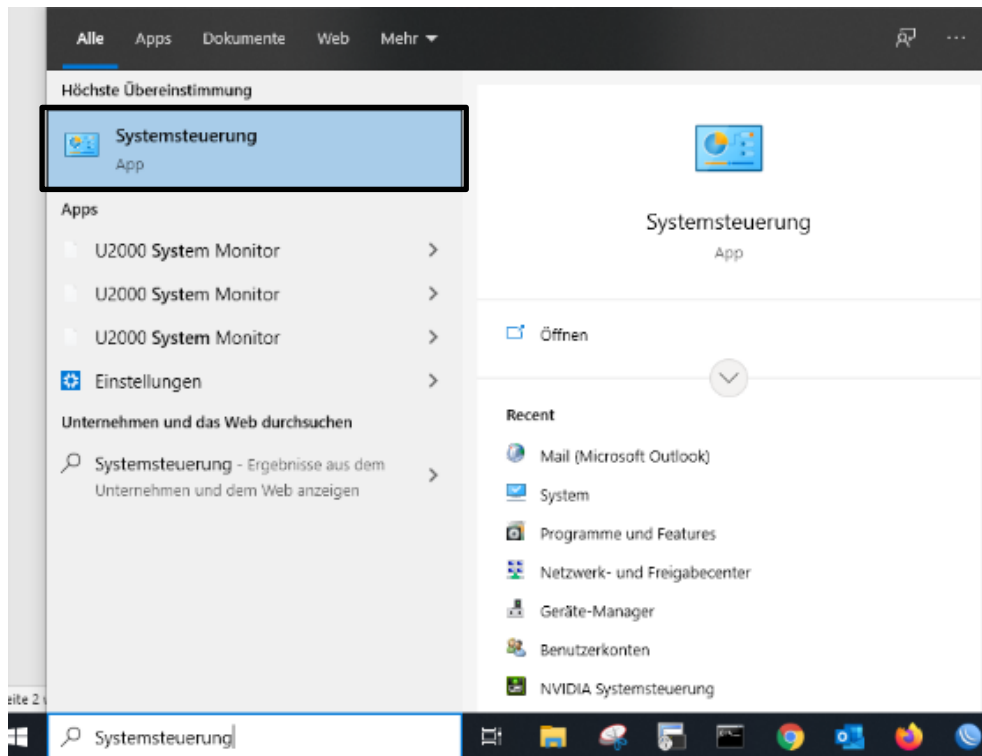 Alle Apps Dokumente Web Mehr
Höchste Übereinstimmung
Systemsteuerung
App
Apps
U2000 System Monitor
U2000 System Monitor
U2000 System Monitor
Einstellungen
Unternehmen und das Web durchsuchen
Systemsteuerung - Ergebnisse aus dem
Unternehmen und dem Web anzeigen
Systemsteuerung
App
Öffnen
Recent
Mail (Microsoft Outlook)
System
Programme und Features
Netzwerk- und Freigabecenter
Geräte-Manager
Benutzerkonten
NVIDIA Systemsteuerung
eite 2
Systemsteuerung